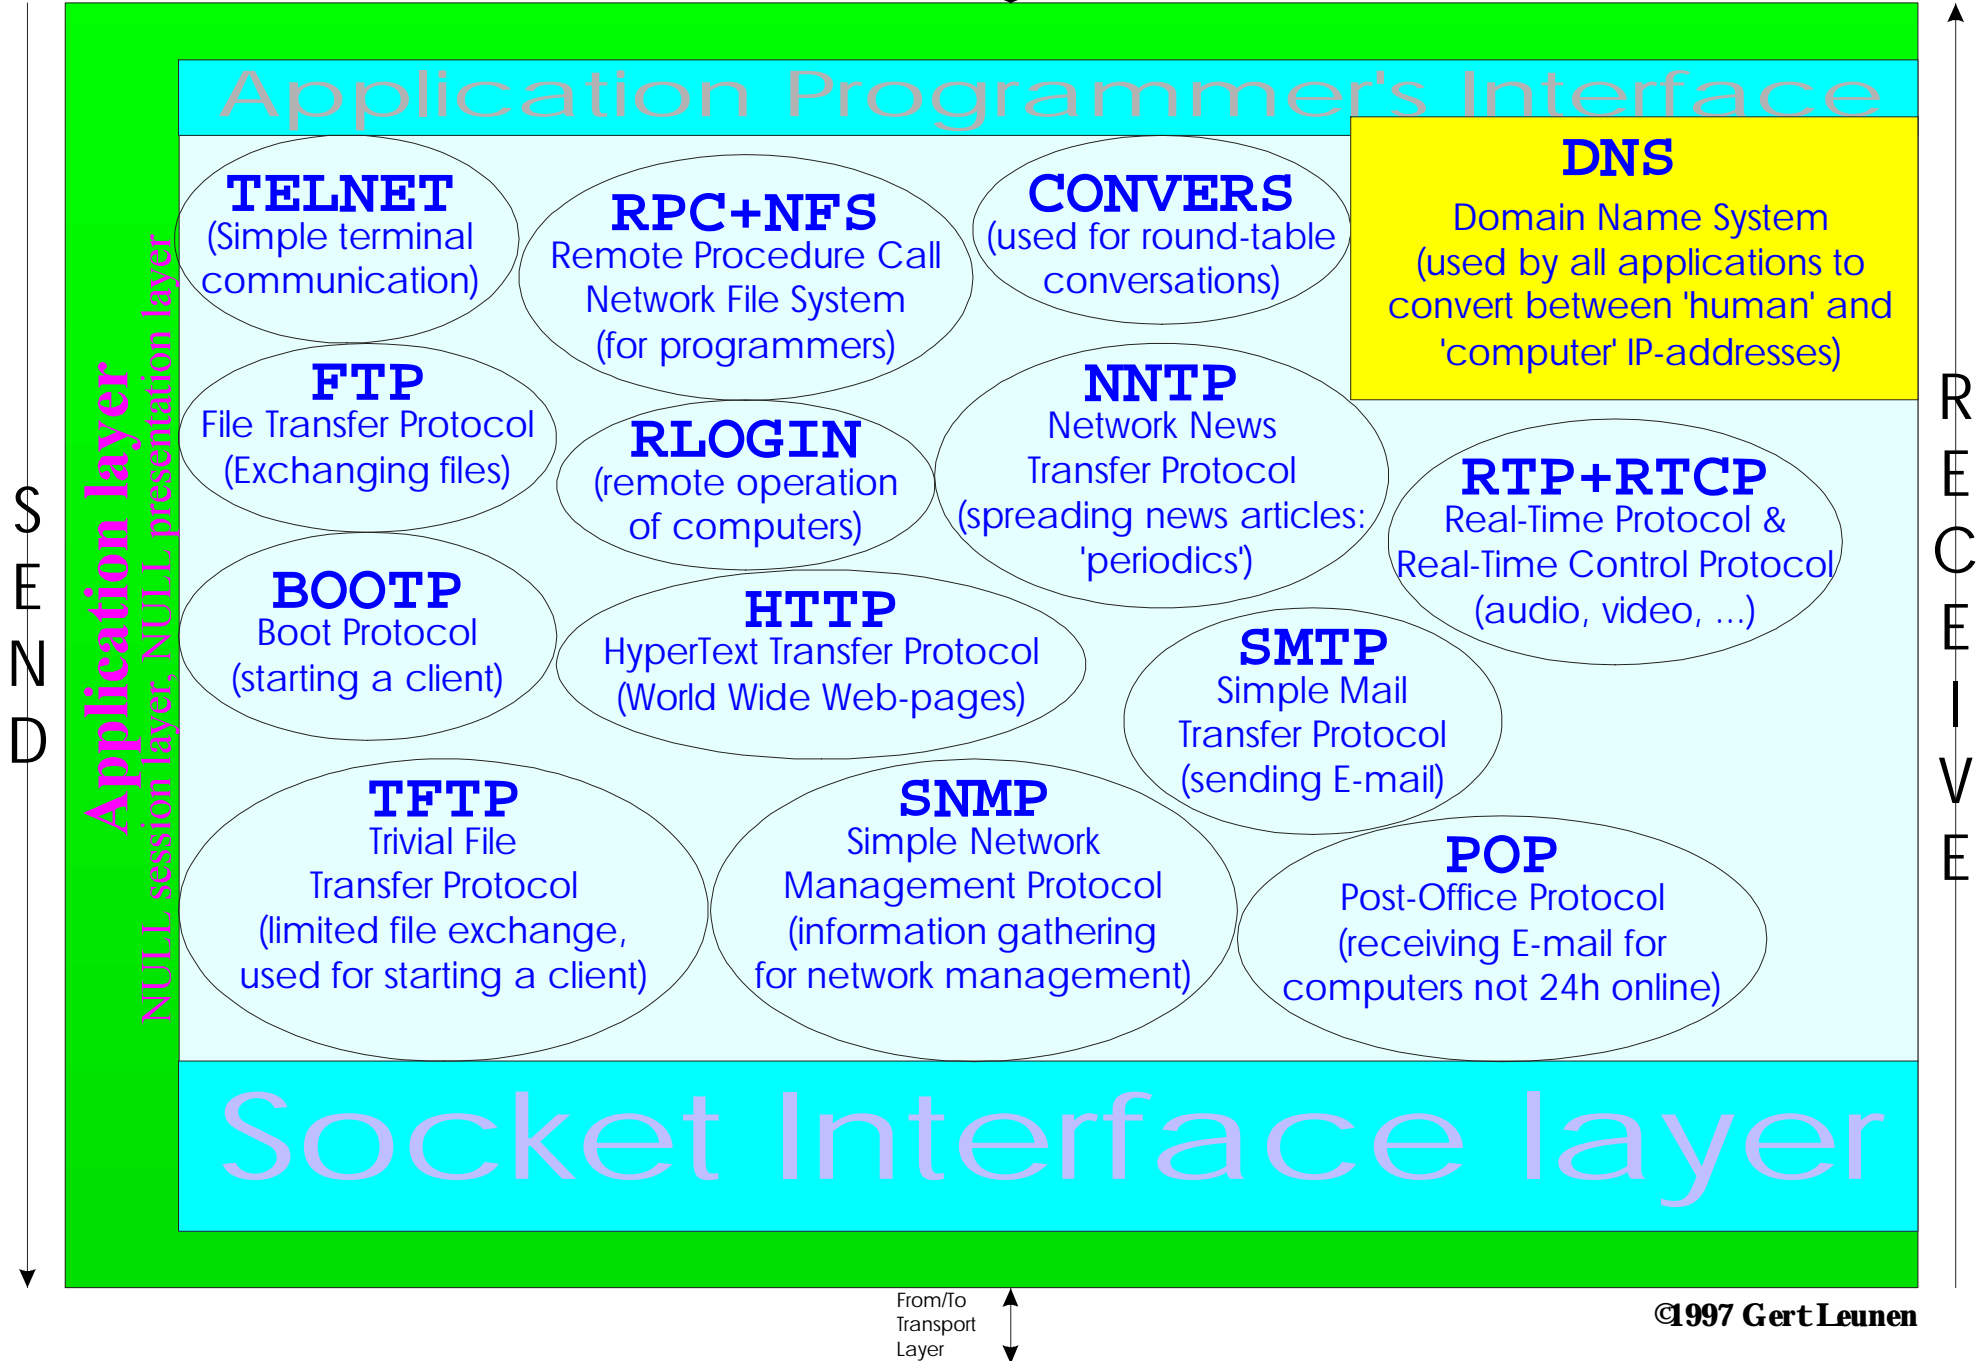 Application Programmer's Interface
TELNET
(Simple terminal
communication)
RPC+NFS
Remote Procedure Call
Network File System
(for programmers)
CONVERS
(used for round-table
conversations)
DNS
Domain Name System
(used by all applications to
convert between 'human' and
'computer' IP-addresses)
FTP
File Transfer Protocol
(Exchanging files)
RLOGIN
(remote operation
of computers)
NNTP
Network News
Transfer Protocol
(spreading news articles:
'periodics')
RTP+RTCP
Real-Time Protocol &
Real-Time Control Protocol
(audio, video, ...)
BOOTP
Boot Protocol
(starting a client)
HTTP
HyperText Transfer Protocol
(World Wide Web-pages)
SMTP
Simple Mail
Transfer Protocol
(sending E-mail)
TFTP
Trivial File
Transfer Protocol
(limited file exchange,
used for starting a client)
SNMP
Simple Network
Management Protocol
(information gathering
for network management)
POP
Post-Office Protocol
(receiving E-mail for
computers not 24h online)
Socket Interface layer
Application layer
NULL session layer, NULL presentation layer
SEND
RECEIVE
From/To
Transport
Layer
©1997 Gert Leunen